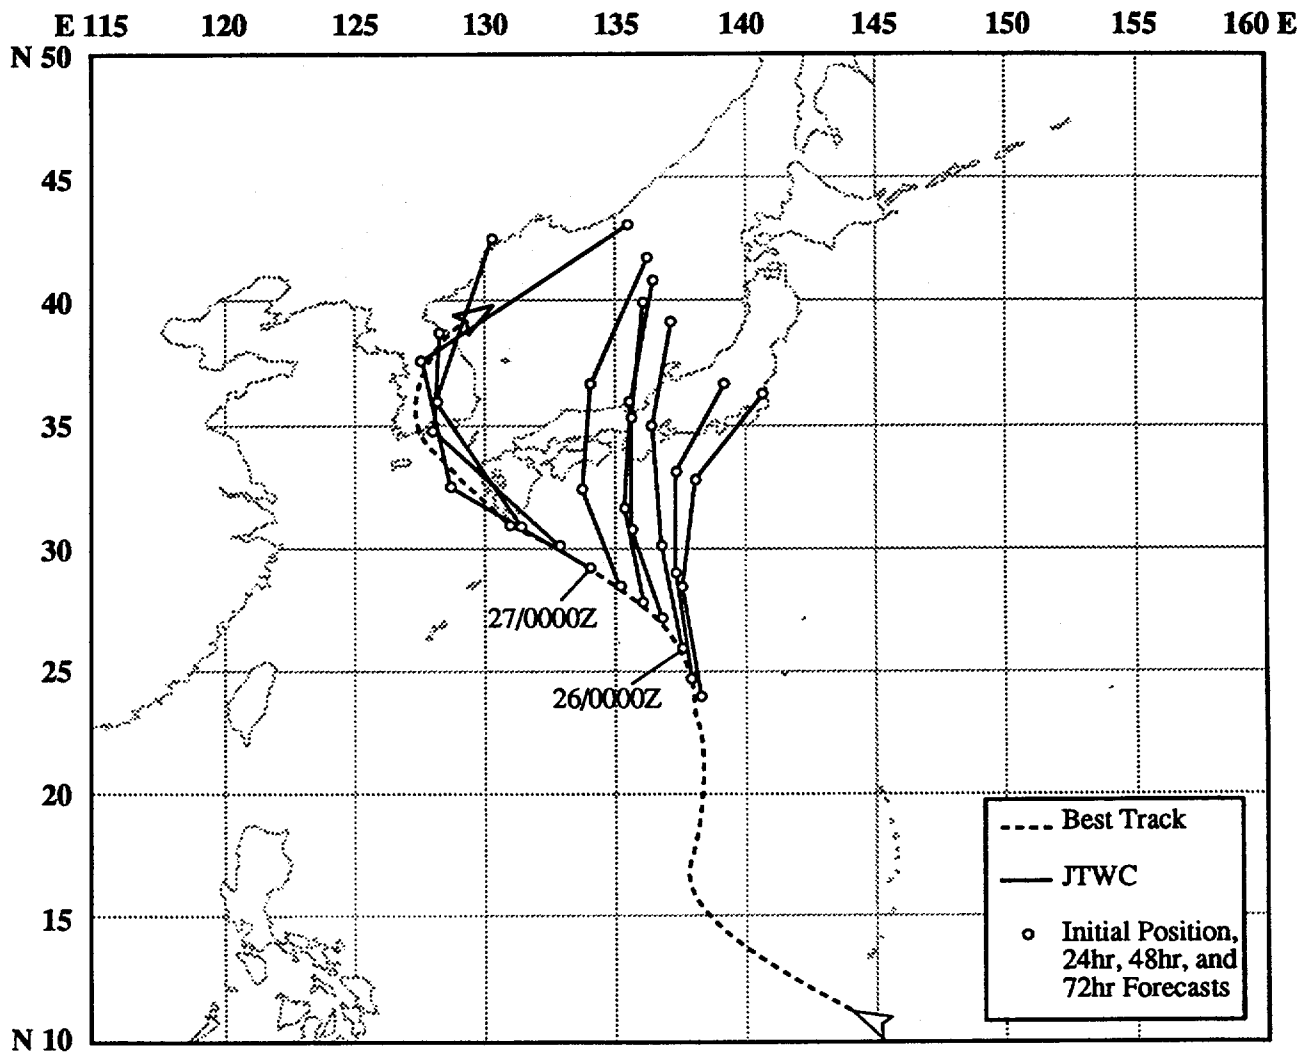 E 115 120 125 130 135 140 145 150 155 160 E
N 50
45
40
35
30
27/0000Z
25
26/0000Z
20
15
N 10
Best Track
JTWC
Initial Position,
24hr, 48hr, and
72hr Forecasts